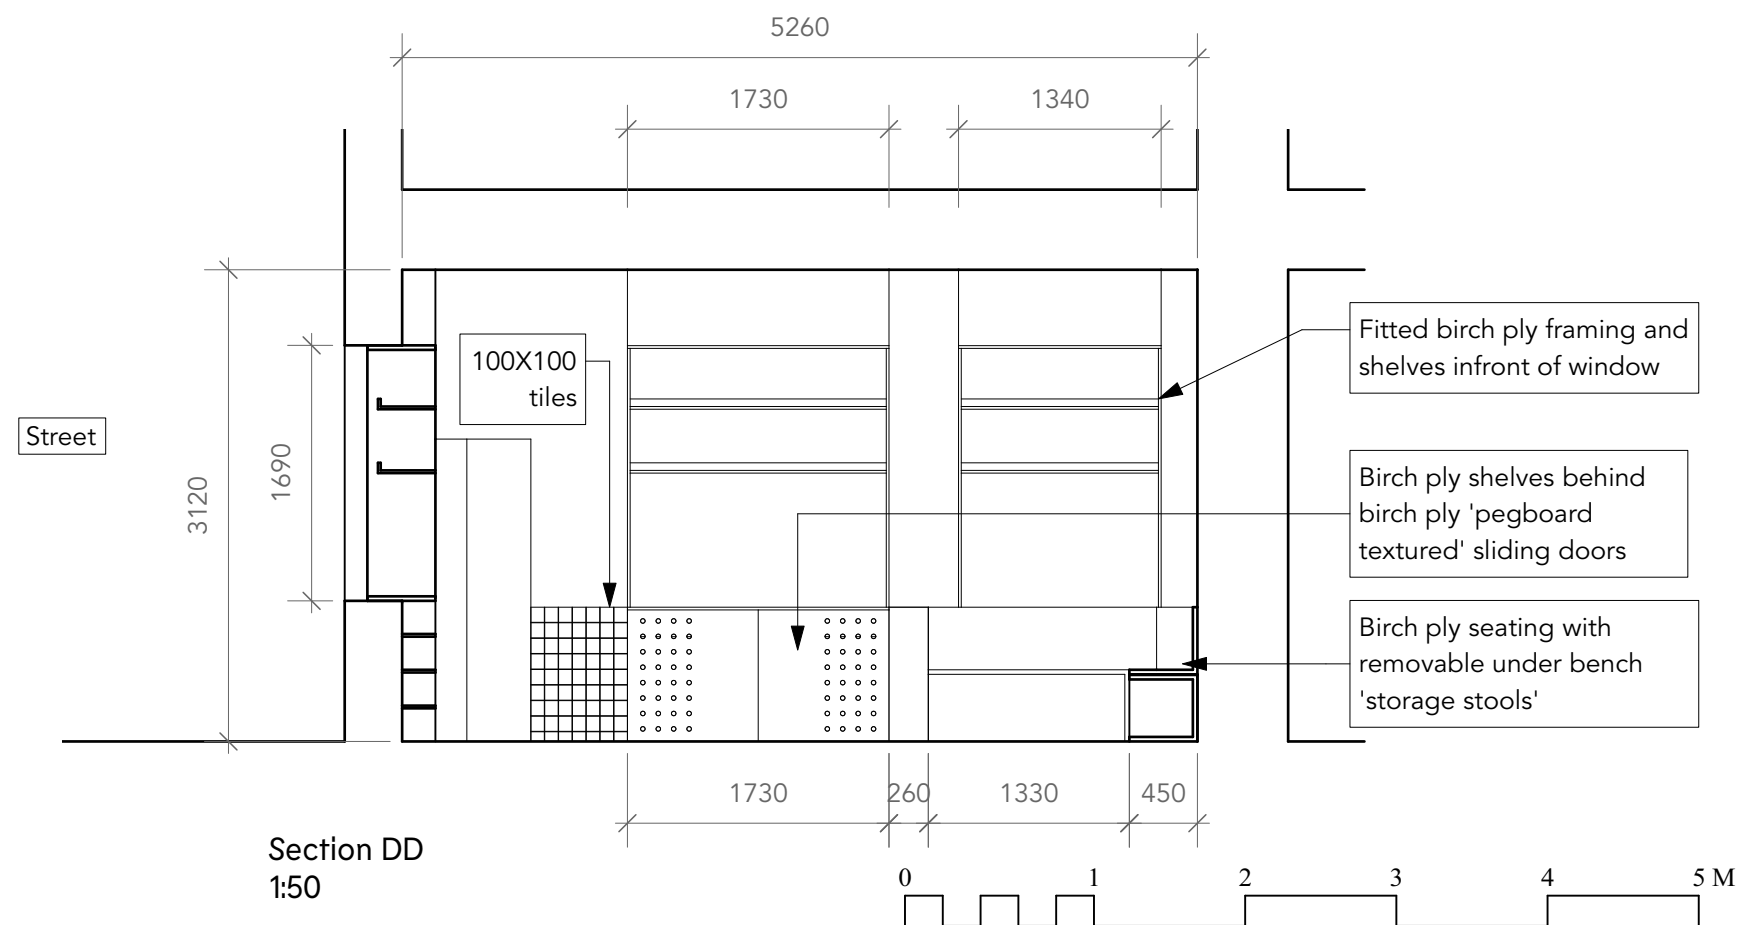 5260
1730
1340
Fitted birch ply framing and
shelves infront of window
100X100
tiles
Street
1690
3120
Birch ply shelves behind
birch ply 'pegboard
textured' sliding doors
Birch ply seating with
removable under bench
'storage stools'
1730
260
1330
450
Section DD
1:50
0 1 2 3 4 5 M